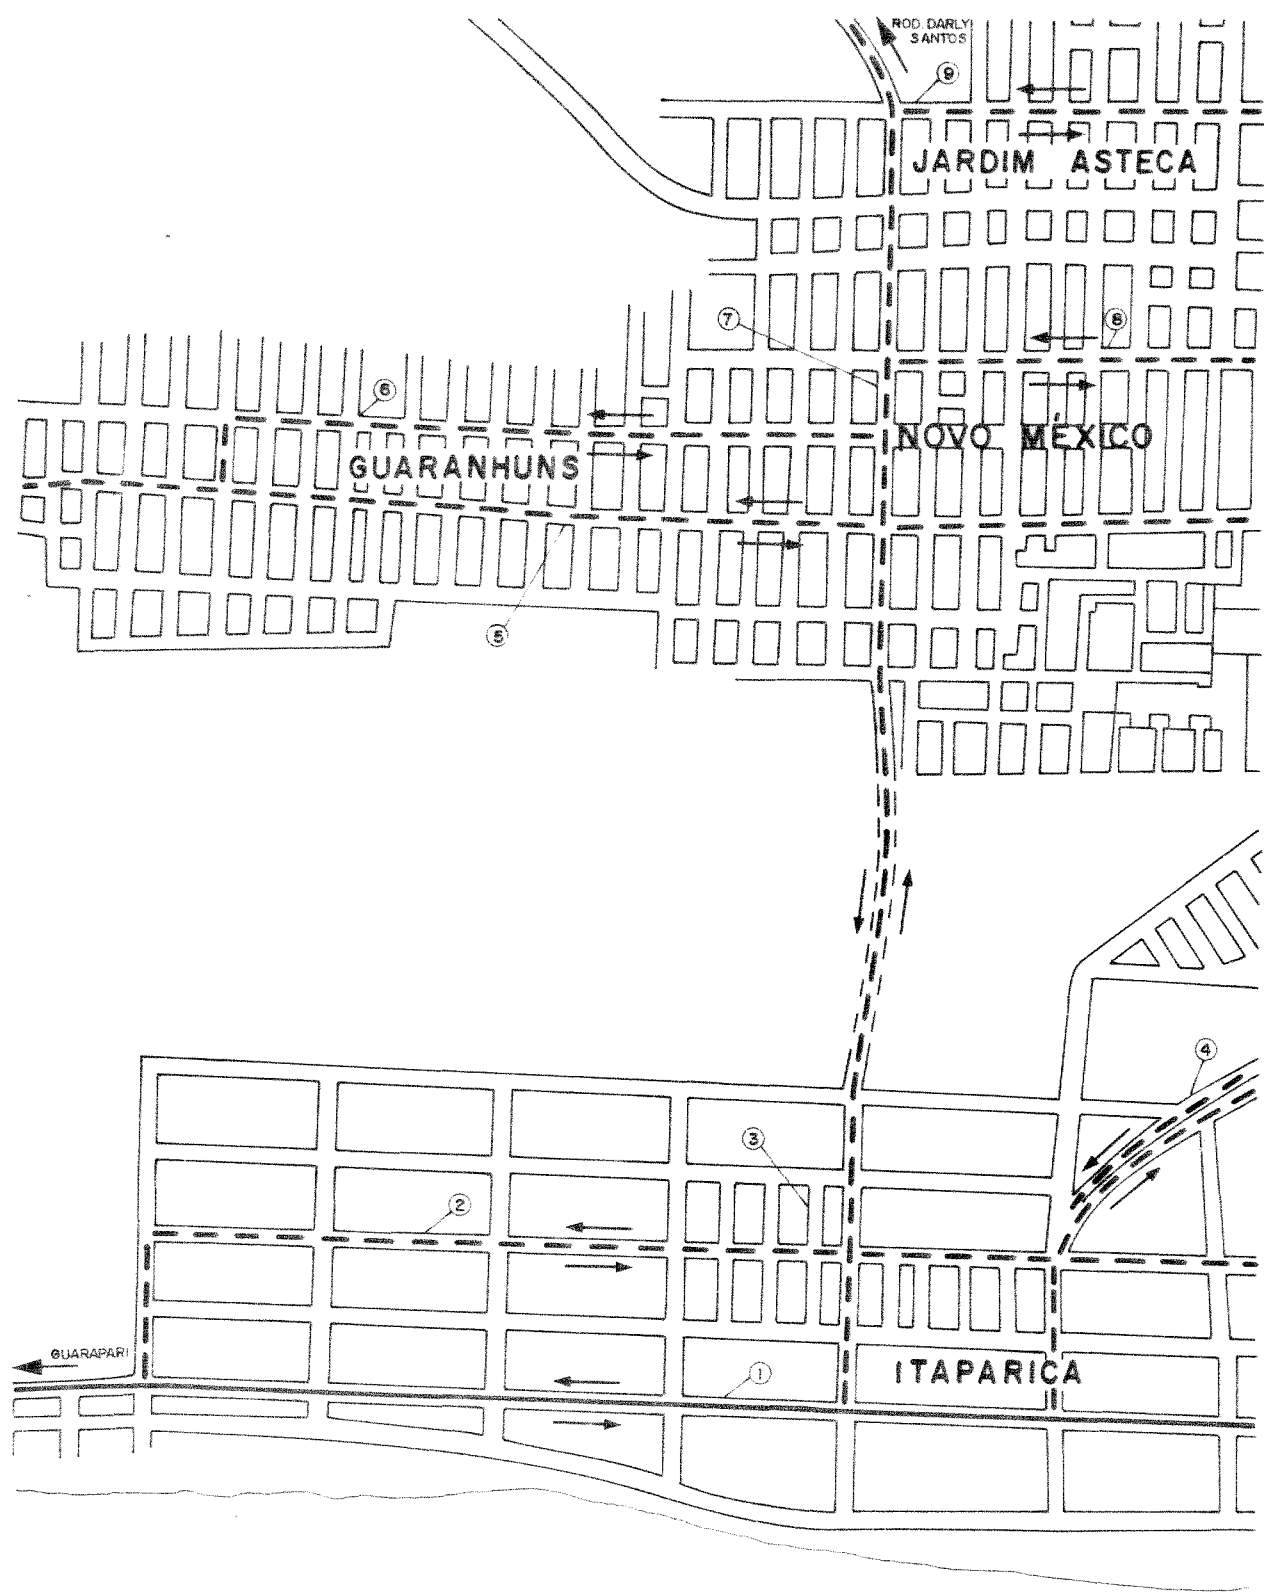 ROD. DARLY
SANTOS
9
JARDIM ASTECA
7
8
6
NOVO MÉXICO
GUARANHUNS
5
4
3
2
GUARAPARI
1
ITAPARICA